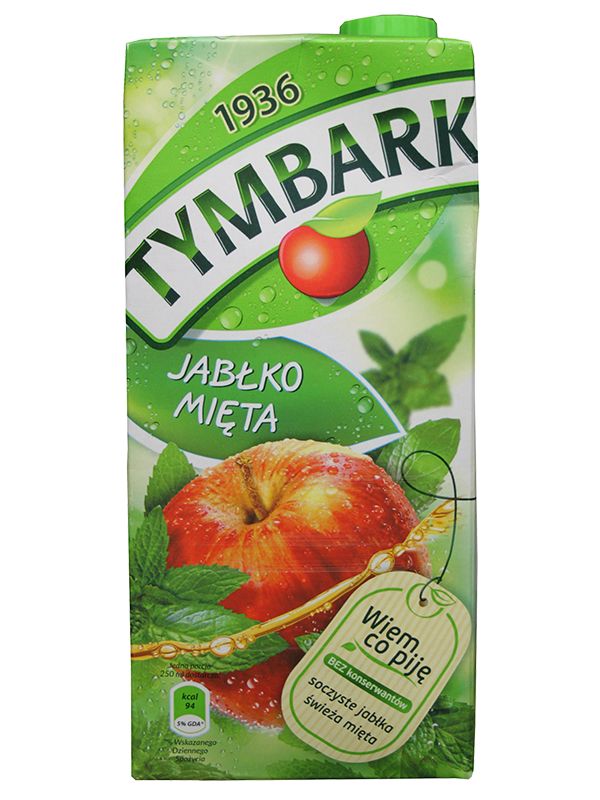 1936
TYMBARK
JABŁKO
MIĘTA
Wiem,
co piję
BEZ konserwantów
soczyste jabłka
świeża mięta
Jedna porcja
250 ml dostarcza:
kcal
94
5% GDA*
% Wskazanego
Dziennego
Spożycia